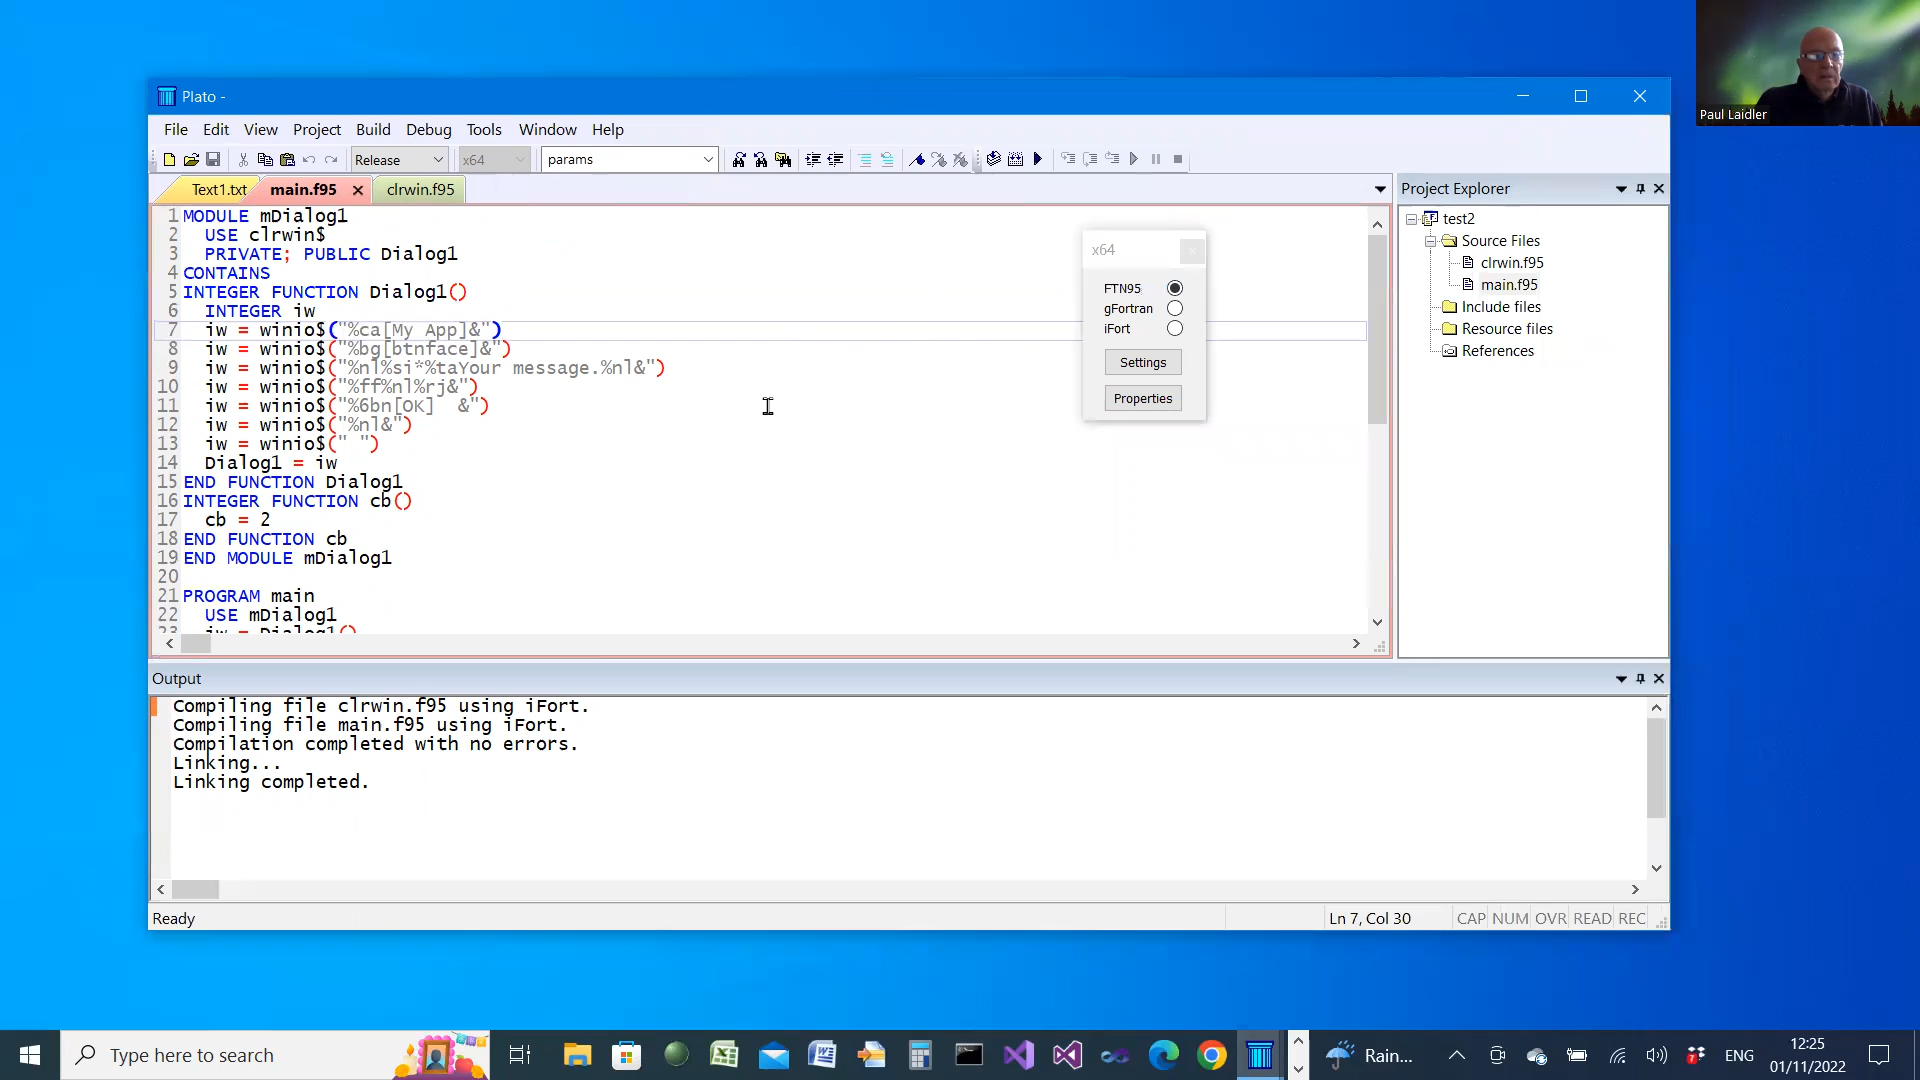 Paul Laidler
Plato -
File Edit View Project Build Debug Tools Window Help
Release x64 params
Text1.txt main.f95 clrwin.f95
1 MODULE mDialog1
2 USE clrwin$
3 PRIVATE; PUBLIC Dialog1
4 CONTAINS
5 INTEGER FUNCTION Dialog1()
6 INTEGER iw
7 iw = winio$("%ca[My App]&")
8 iw = winio$("%bg[btnface]&")
9 iw = winio$("%nl%si*%taYour message.%nl&")
10 iw = winio$("%ff%nl%rj&")
11 iw = winio$("%6bn[OK]  &")
12 iw = winio$("%nl&")
13 iw = winio$(" ")
14 Dialog1 = iw
15 END FUNCTION Dialog1
16 INTEGER FUNCTION cb()
17 cb = 2
18 END FUNCTION cb
19 END MODULE mDialog1
20
21 PROGRAM main
22 USE mDialog1
23 iw = Dialog1()
x64
FTN95
gFortran
iFort
Settings
Properties
Project Explorer
test2
Source Files
clrwin.f95
main.f95
Include files
Resource files
References
Output
Compiling file clrwin.f95 using iFort.
Compiling file main.f95 using iFort.
Compilation completed with no errors.
Linking...
Linking completed.
Ready Ln 7, Col 30 CAP NUM OVR READ REC
Type here to search Rain... ENG 12:25
01/11/2022